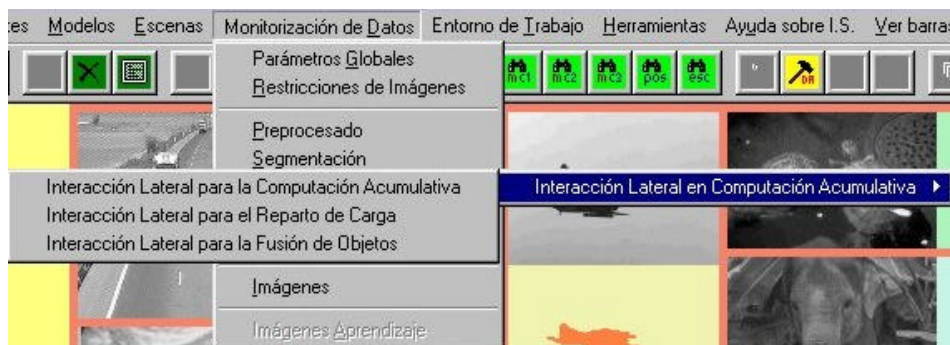 es Modelos Escenas Monitorización de Datos Entorno de Trabajo Herramientas Ayuda sobre I.S. Ver barras
Parámetros Globales
Restricciones de Imágenes
mc1 mc2 mc3 pos esc DA
Preprocesado
Segmentación
Interacción Lateral en Computación Acumulativa
Interacción Lateral para la Computación Acumulativa
Interacción Lateral para el Reparto de Carga
Interacción Lateral para la Fusión de Objetos
Imágenes
Imágenes Aprendizaje